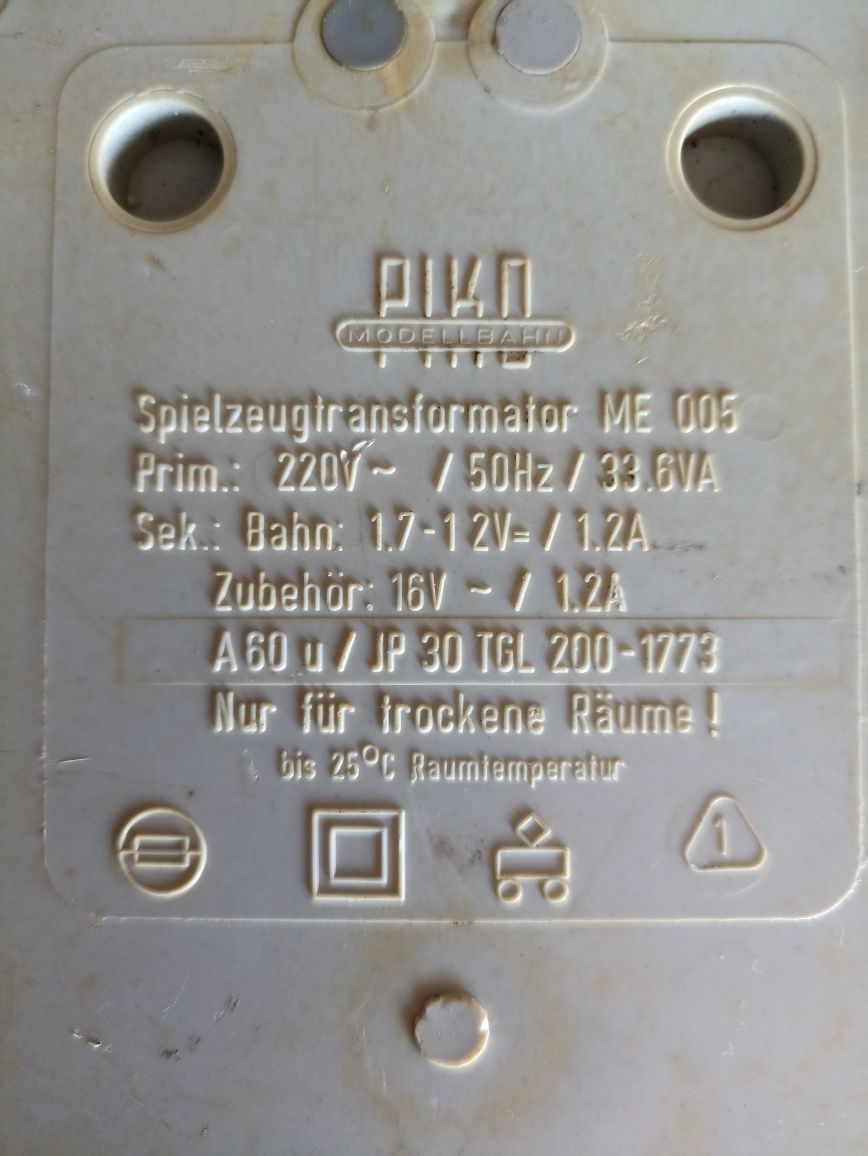 PIKO
MODELLBAHN
Spielzeugtransformator ME 005
Prim.: 220V~ / 50Hz / 33.6VA
Sek.: Bahn: 1.7-12V= / 1.2A
Zubehör: 16V ~ / 1.2A
A60 u / JP 30 TGL 200-1773
Nur für trockene Räume!
bis 25°C Raumtemperatur
1